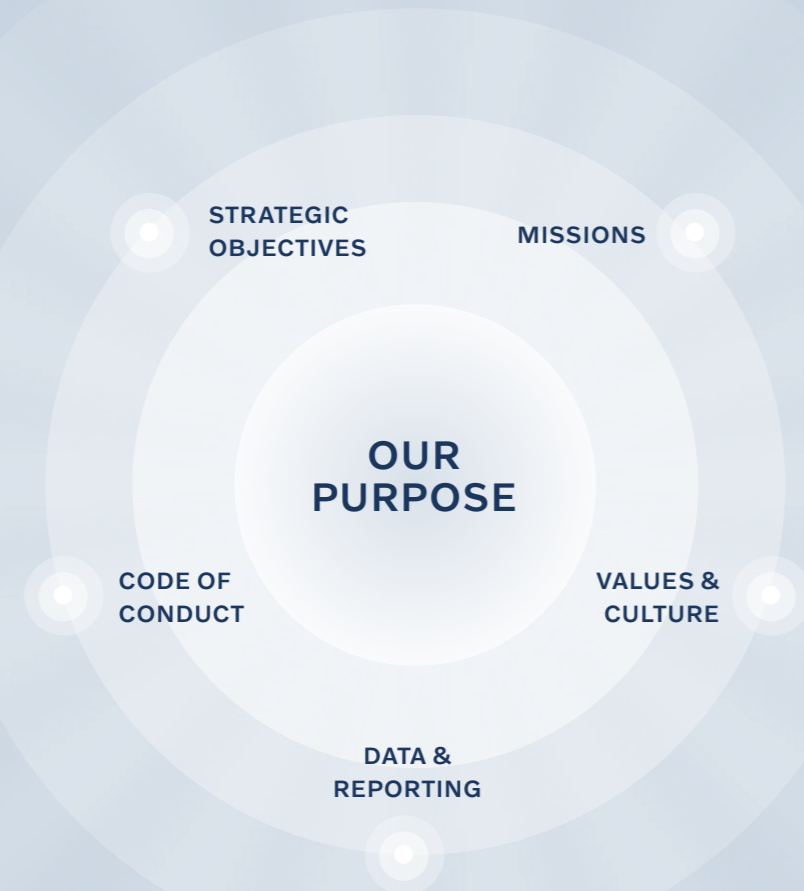 STRATEGIC
OBJECTIVES
MISSIONS
OUR
PURPOSE
CODE OF
CONDUCT
VALUES &
CULTURE
DATA &
REPORTING